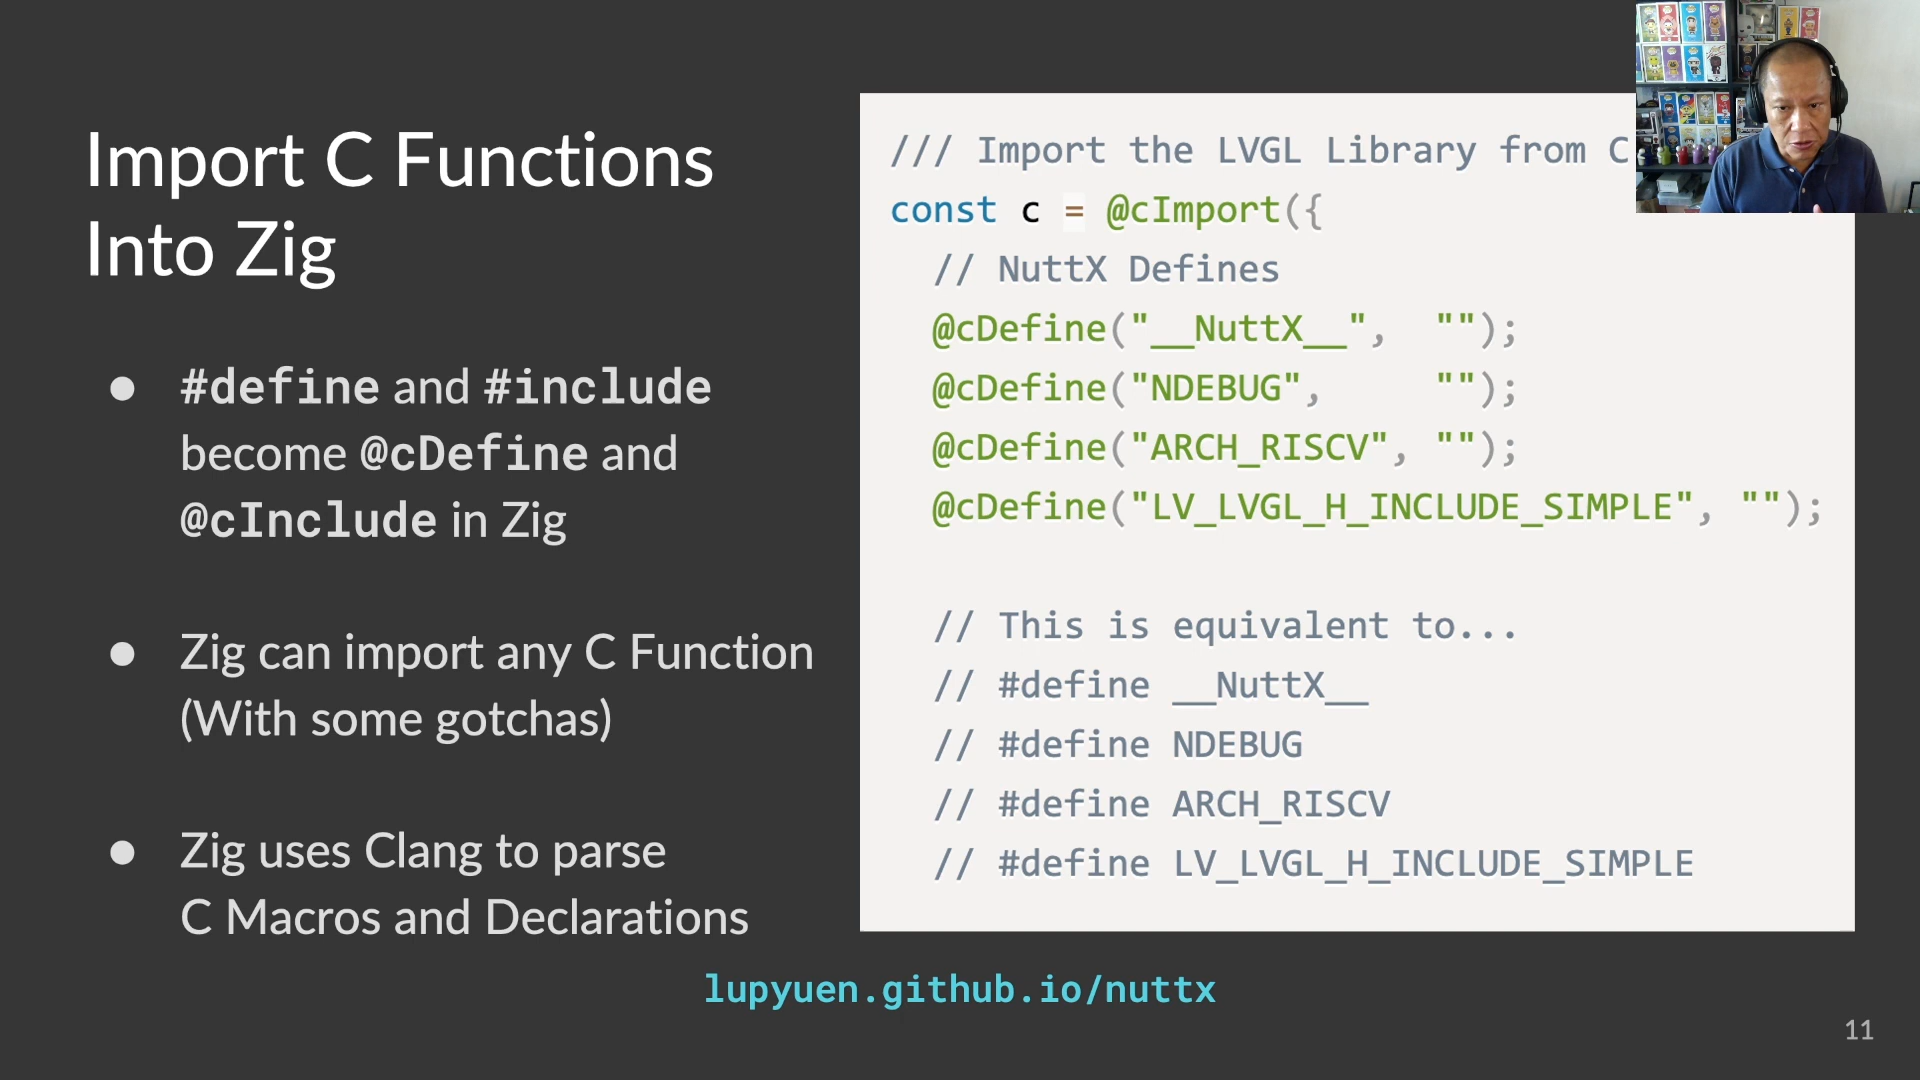 Import C Functions
Into Zig
● #define and #include
become @cDefine and
@cInclude in Zig
● Zig can import any C Function
(With some gotchas)
● Zig uses Clang to parse
C Macros and Declarations
/// Import the LVGL Library from C
const c = @cImport({
// NuttX Defines
@cDefine("__NuttX__",  "");
@cDefine("NDEBUG",     "");
@cDefine("ARCH_RISCV", "");
@cDefine("LV_LVGL_H_INCLUDE_SIMPLE", "");
// This is equivalent to...
// #define __NuttX__
// #define NDEBUG
// #define ARCH_RISCV
// #define LV_LVGL_H_INCLUDE_SIMPLE
lupyuen.github.io/nuttx
11